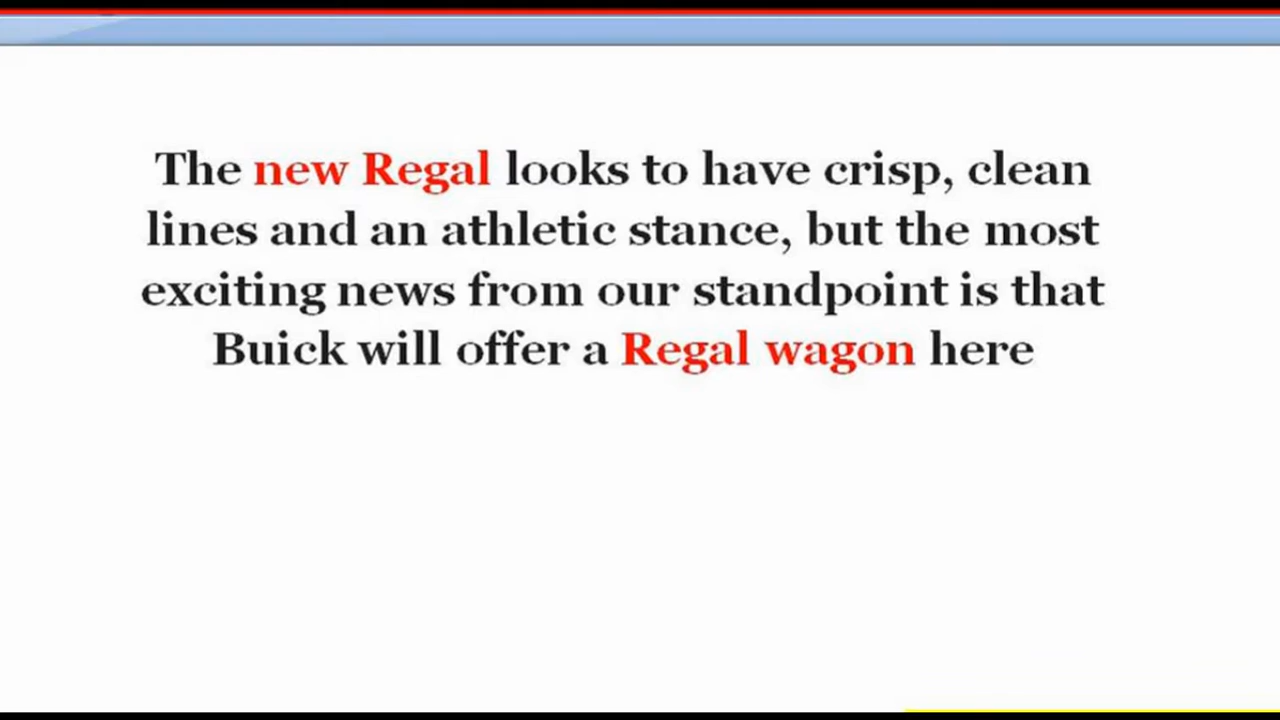 The new Regal looks to have crisp, clean
lines and an athletic stance, but the most
exciting news from our standpoint is that
Buick will offer a Regal wagon here